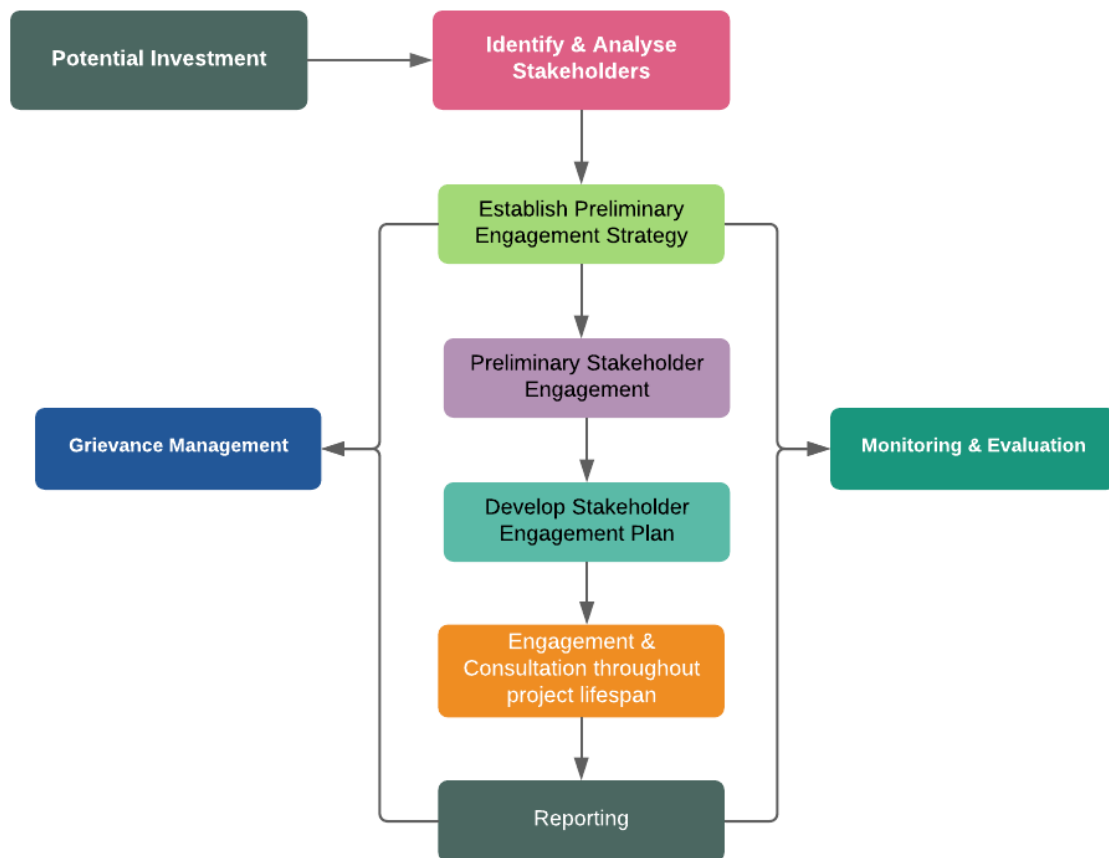 Potential Investment
Identify & Analyse
Stakeholders
Establish Preliminary
Engagement Strategy
Preliminary Stakeholder
Engagement
Grievance Management
Monitoring & Evaluation
Develop Stakeholder
Engagement Plan
Engagement &
Consultation throughout
project lifespan
Reporting